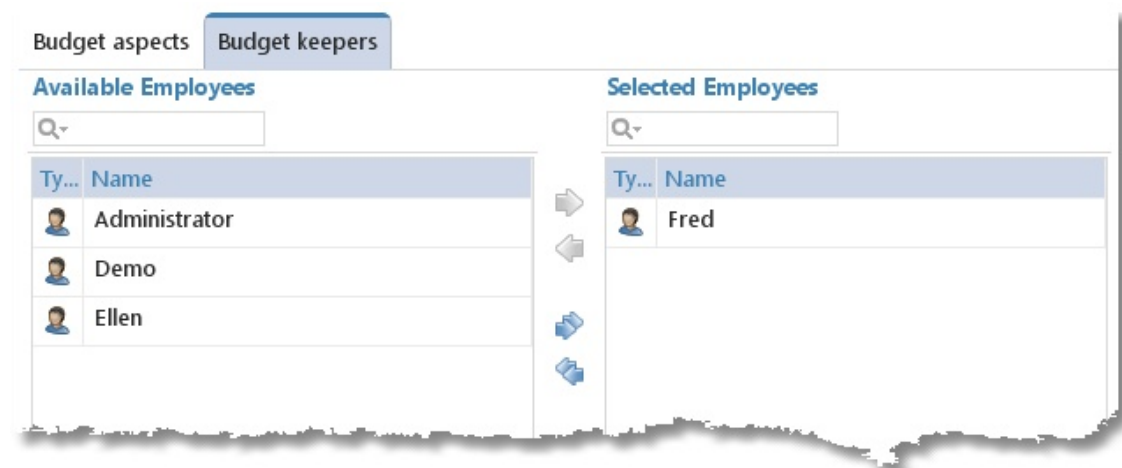 Budget aspects Budget keepers
Available Employees
Ty... Name
Administrator
Demo
Ellen
Selected Employees
Ty... Name
Fred